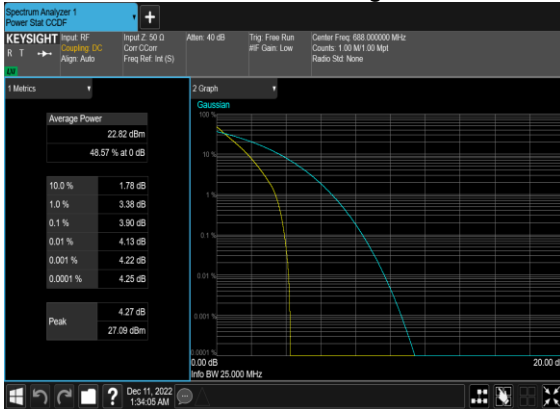 Spectrum Analyzer 1
Power Stat CCDF
KEYSIGHT
R T
Input: RF
Coupling: DC
Align: Auto
Input Z: 50 Ω
Corr CCorr
Freq Ref: Int (S)
Atten: 40 dB
Trig: Free Run
#IF Gain: Low
Center Freq: 688.000000 MHz
Counts: 1.00 M/1.00 Mpt
Radio Std: None
1 Metrics
Average Power
22.82 dBm
48.57 % at 0 dB
10.0 % 1.78 dB
1.0 % 3.38 dB
0.1 % 3.90 dB
0.01 % 4.13 dB
0.001 % 4.22 dB
0.0001 % 4.25 dB
Peak
4.27 dB
27.09 dBm
2 Graph
Gaussian
100 %
10 %
1 %
0.1 %
0.01 %
0.001 %
0.0001 %
0.00 dB
20.00 d
Info BW 25.000 MHz
?
Dec 11, 2022
1:34:05 AM